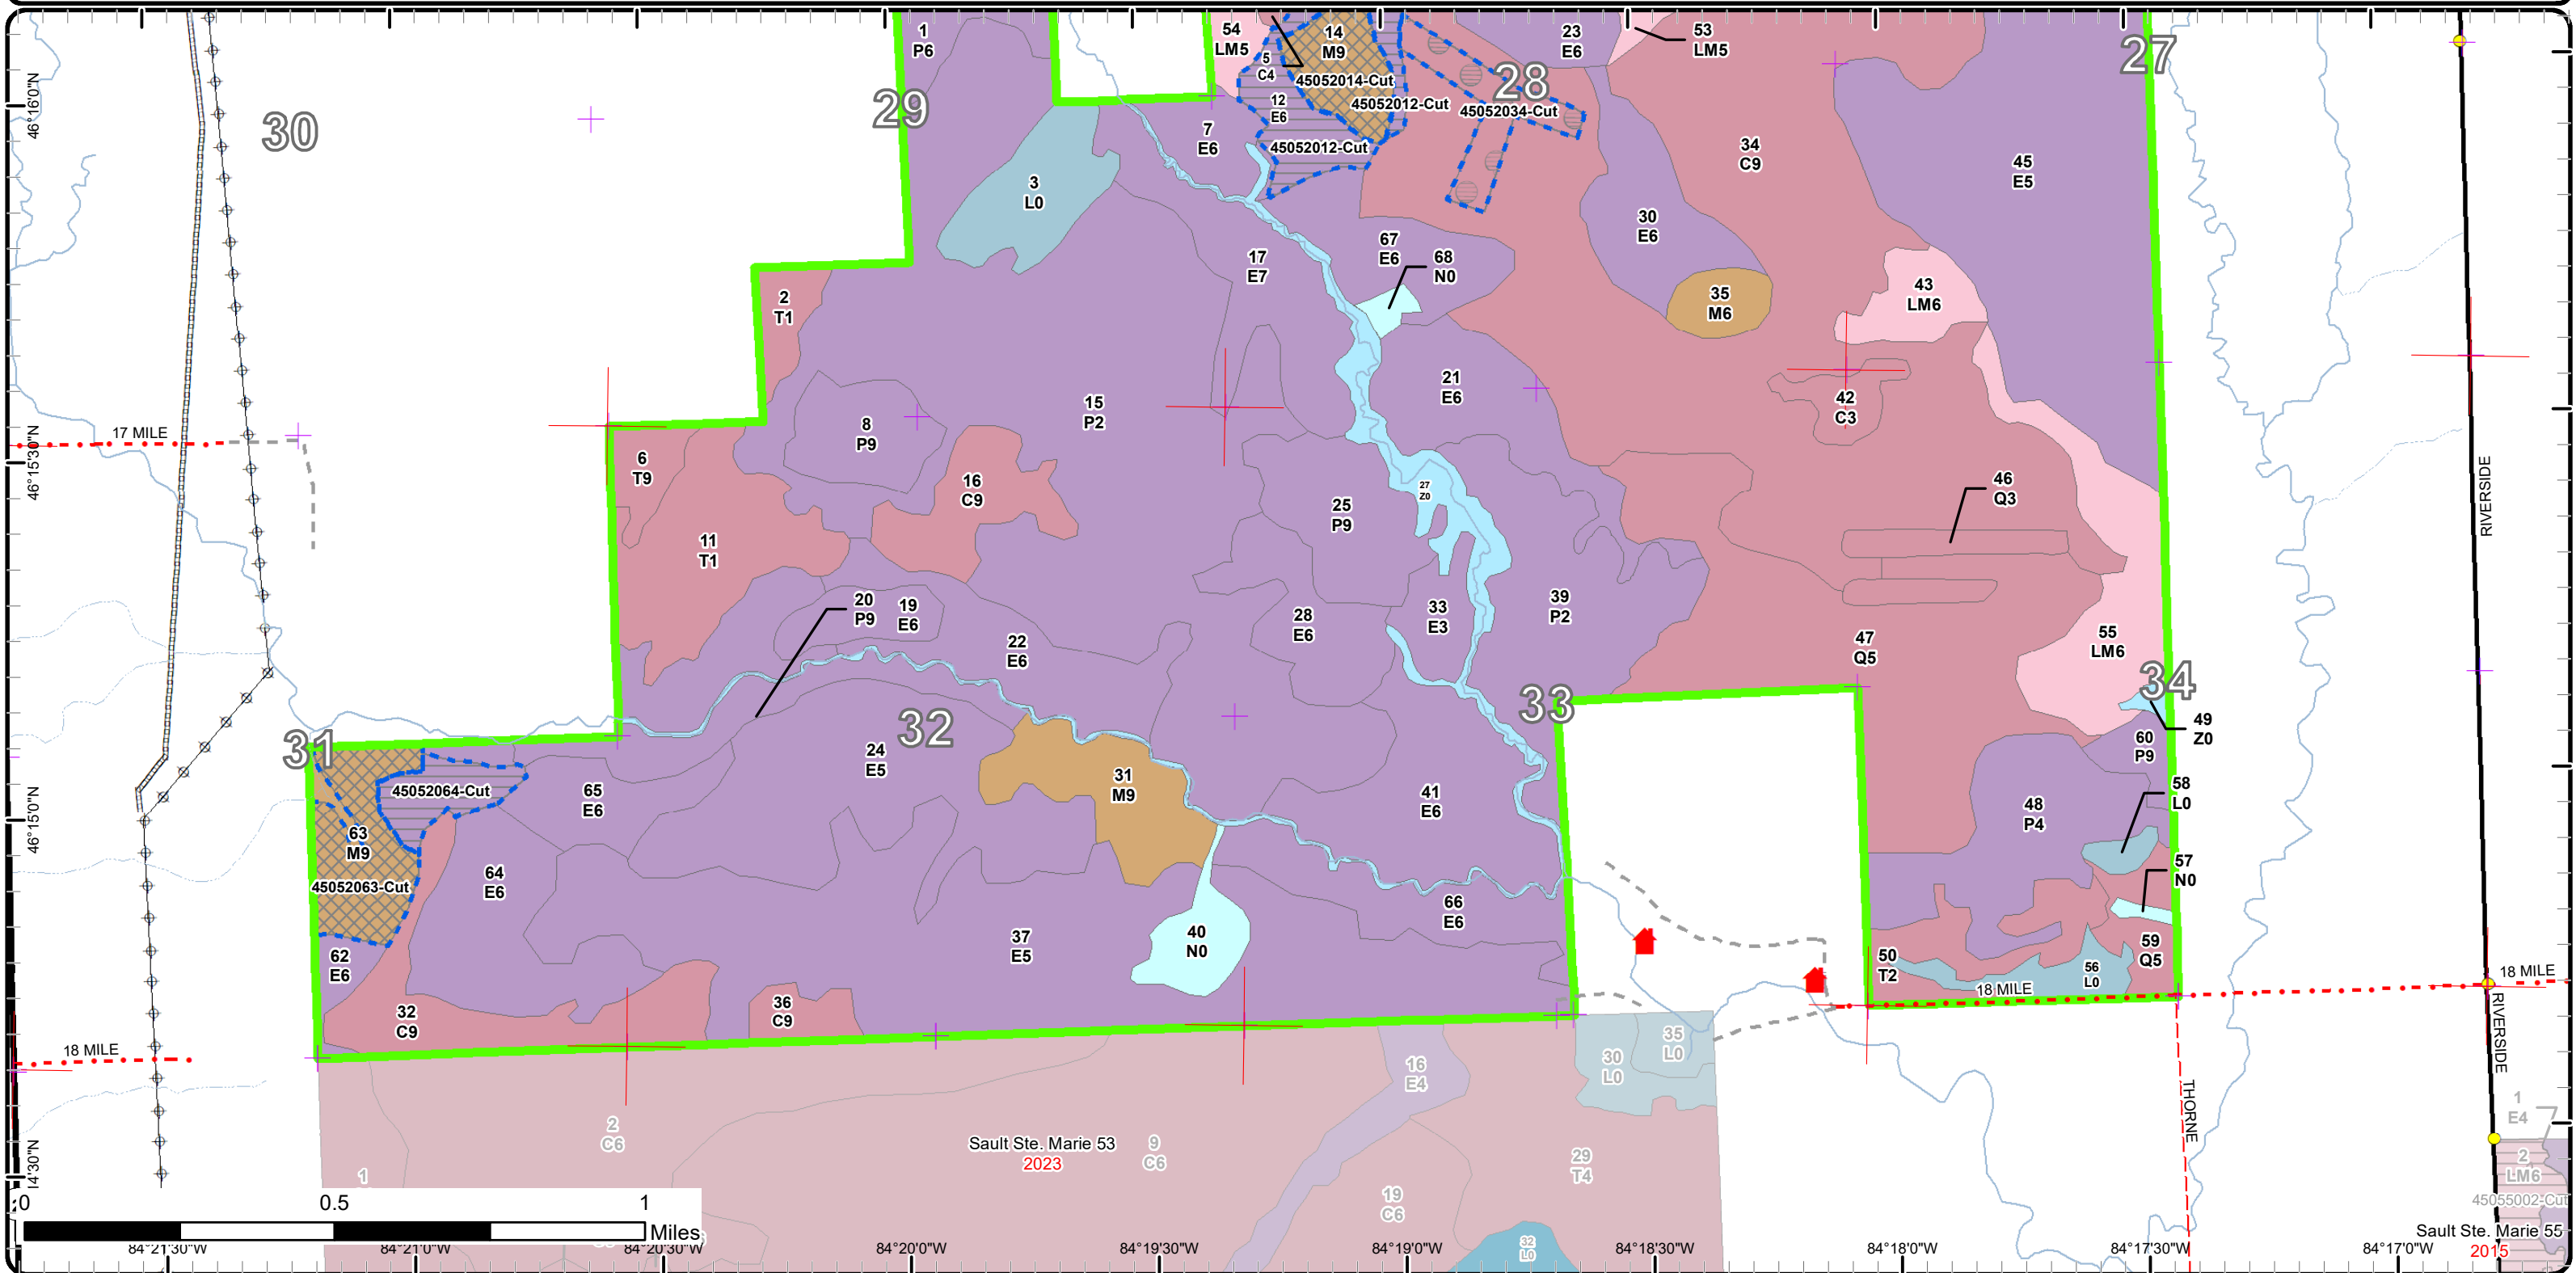 1
P6
54
LM5
5
C4
14
M9
23
E6
53
LM5
27
28
29
30
45052014-Cut
45052012-Cut
45052034-Cut
12
E6
45052012-Cut
7
E6
34
C9
45
E5
3
L0
30
E6
67
E6
68
N0
17
E7
2
T1
35
M6
43
LM6
21
E6
42
C3
15
P2
8
P9
17 MILE
6
T9
16
C9
27
Z0
46
Q3
25
P9
11
T1
20
P9
19
E6
22
E6
28
E6
33
E3
39
P2
47
Q5
55
LM6
34
33
32
31
49
Z0
60
P9
24
E5
31
M9
65
E6
45052064-Cut
41
E6
48
P4
58
L0
63
M9
45052063-Cut
64
E6
57
N0
66
E6
40
N0
37
E5
62
E6
50
T2
56
L0
59
Q5
18 MILE
18 MILE
36
C9
32
C9
18 MILE
RIVERSIDE
RIVERSIDE
THORNE
16
E4
30
L0
35
L0
2
C6
9
C6
Sault Ste. Marie 53
2023
29
T4
19
C6
32
L0
1
1
E4
2
LM6
45055002-Cut
Sault Ste. Marie 55
2015
0
0.5
1
Miles
46°16'0"N
46°15'30"N
46°15'0"N
14'30"N
84°21'30"W
84°21'0"W
84°20'30"W
84°20'0"W
84°19'30"W
84°19'0"W
84°18'30"W
84°18'0"W
84°17'30"W
84°17'0"W